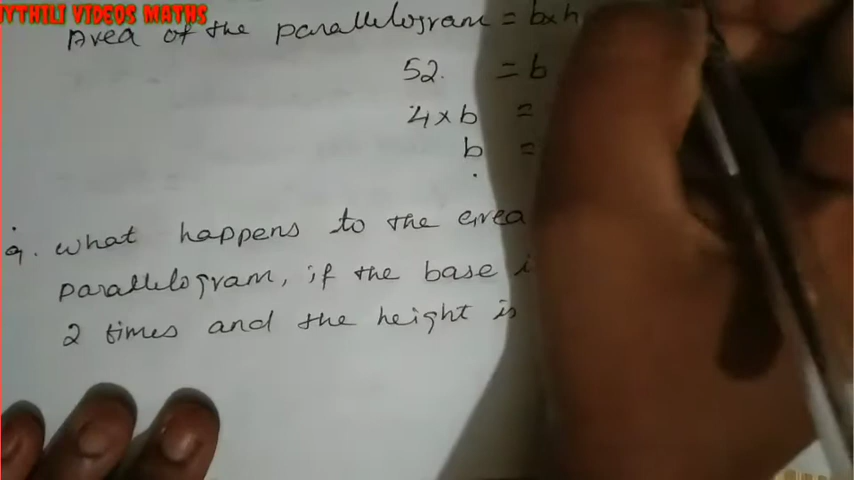 MYTHILI VIDEOS MATHS
Area of the parallelogram = b×h
52. = b
4×b =
b =
9. What happens to the area
parallelogram, if the base i
2 times and the height is